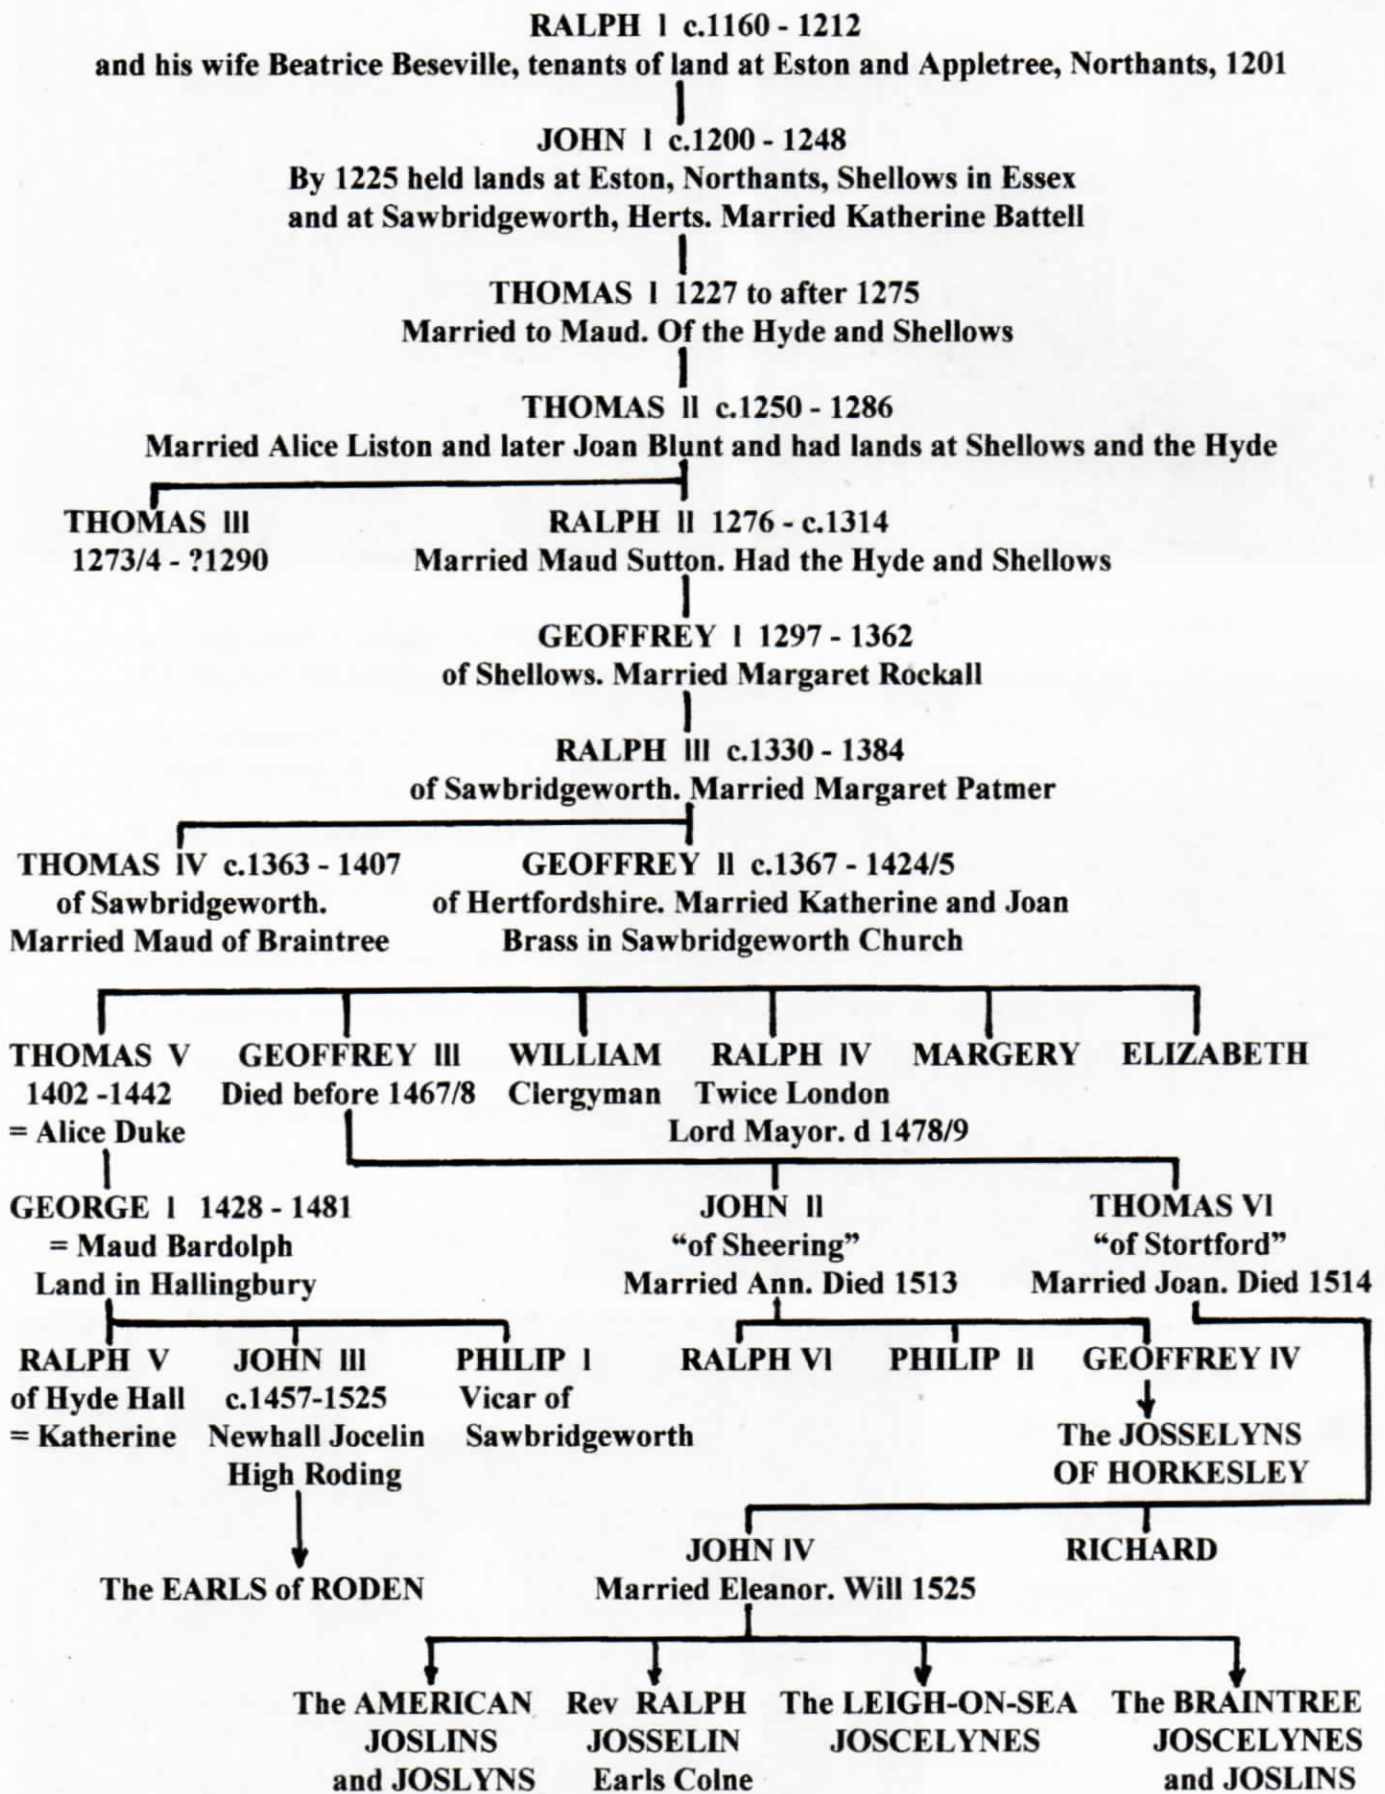 RALPH I c.1160 - 1212
and his wife Beatrice Beseville, tenants of land at Eston and Appletree, Northants, 1201
JOHN I c.1200 - 1248
By 1225 held lands at Eston, Northants, Shellows in Essex
and at Sawbridgeworth, Herts. Married Katherine Battell
THOMAS I 1227 to after 1275
Married to Maud. Of the Hyde and Shellows
THOMAS II c.1250 - 1286
Married Alice Liston and later Joan Blunt and had lands at Shellows and the Hyde
THOMAS III
1273/4 - ?1290
RALPH II 1276 - c.1314
Married Maud Sutton. Had the Hyde and Shellows
GEOFFREY I 1297 - 1362
of Shellows. Married Margaret Rockall
RALPH III c.1330 - 1384
of Sawbridgeworth. Married Margaret Patmer
THOMAS IV c.1363 - 1407
of Sawbridgeworth.
Married Maud of Braintree
GEOFFREY II c.1367 - 1424/5
of Hertfordshire. Married Katherine and Joan
Brass in Sawbridgeworth Church
THOMAS V
1402 -1442
= Alice Duke
GEOFFREY III
Died before 1467/8
WILLIAM
Clergyman
RALPH IV
Twice London
Lord Mayor. d 1478/9
MARGERY
ELIZABETH
GEORGE I 1428 - 1481
= Maud Bardolph
Land in Hallingbury
JOHN II
“of Sheering”
Married Ann. Died 1513
THOMAS VI
“of Stortford”
Married Joan. Died 1514
RALPH V
of Hyde Hall
= Katherine
JOHN III
c.1457-1525
Newhall Jocelin
High Roding
PHILIP I
Vicar of
Sawbridgeworth
RALPH VI
PHILIP II
GEOFFREY IV
The JOSSELYNS
OF HORKESLEY
The EARLS of RODEN
JOHN IV
Married Eleanor. Will 1525
RICHARD
The AMERICAN
JOSLINS
and JOSLYNS
Rev RALPH
JOSSELIN
Earls Colne
The LEIGH-ON-SEA
JOSCELYNES
The BRAINTREE
JOSCELYNES
and JOSLINS